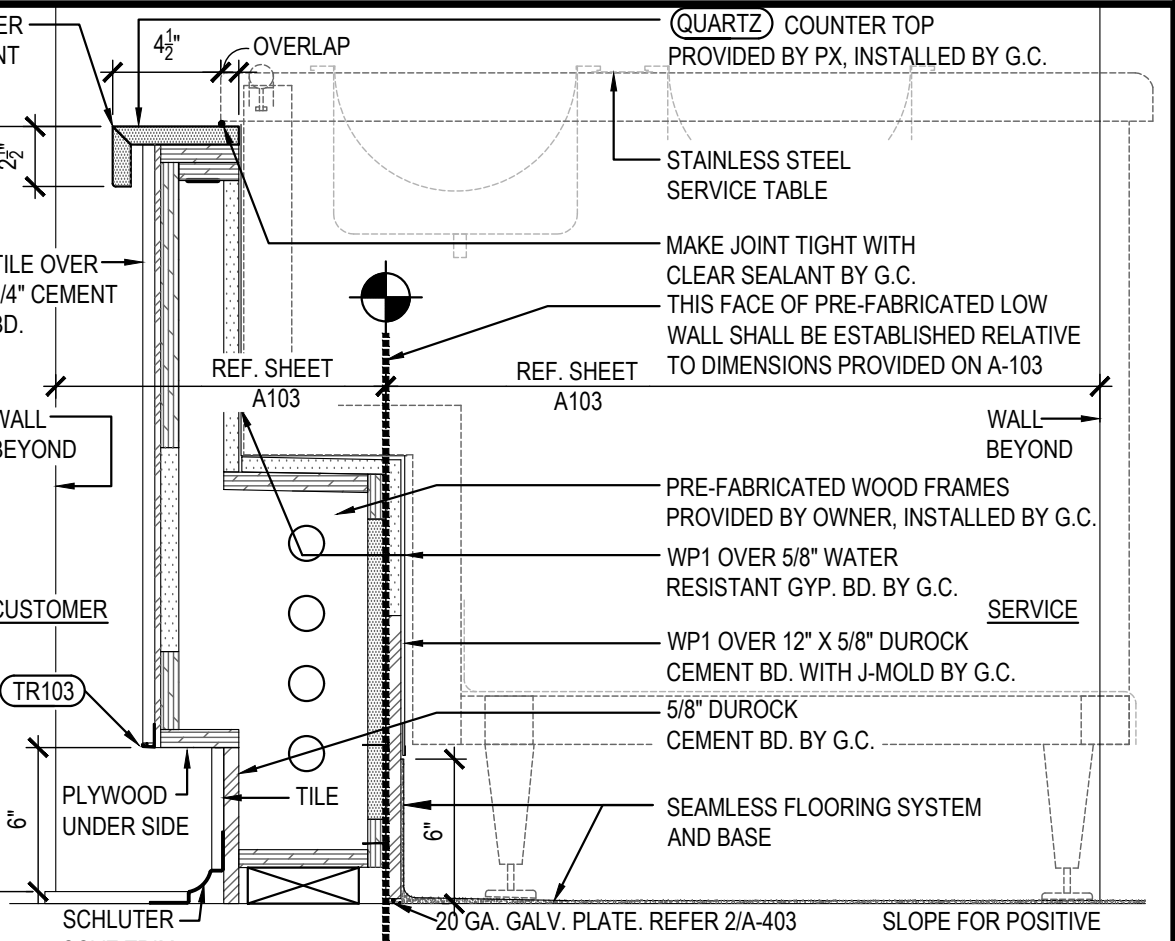 ER
NT
4½"
OVERLAP
QUARTZ COUNTER TOP
PROVIDED BY PX, INSTALLED BY G.C.
2½"
STAINLESS STEEL
SERVICE TABLE
MAKE JOINT TIGHT WITH
CLEAR SEALANT BY G.C.
TILE OVER
/4" CEMENT
BD.
THIS FACE OF PRE-FABRICATED LOW
WALL SHALL BE ESTABLISHED RELATIVE
TO DIMENSIONS PROVIDED ON A-103
REF. SHEET
A103
REF. SHEET
A103
WALL
BEYOND
WALL
BEYOND
PRE-FABRICATED WOOD FRAMES
PROVIDED BY OWNER, INSTALLED BY G.C.
WP1 OVER 5/8" WATER
RESISTANT GYP. BD. BY G.C.
CUSTOMER
SERVICE
WP1 OVER 12" X 5/8" DUROCK
CEMENT BD. WITH J-MOLD BY G.C.
TR103
5/8" DUROCK
CEMENT BD. BY G.C.
PLYWOOD
UNDER SIDE
TILE
6"
6"
SEAMLESS FLOORING SYSTEM
AND BASE
SCHLUTER
20 GA. GALV. PLATE. REFER 2/A-403
SLOPE FOR POSITIVE